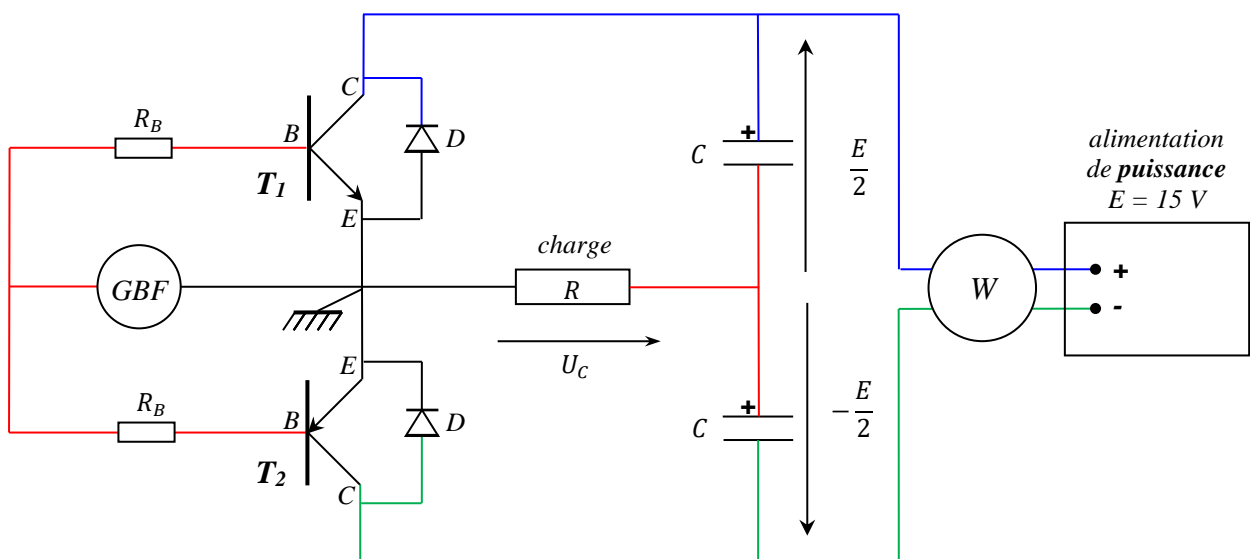 C
R_B
B
D
T_1
E
+
C
E/2
alimentation
de puissance
E = 15 V
charge
GBF
R
W
+
-
U_C
E
R_B
B
D
T_2
C
+
C
-E/2